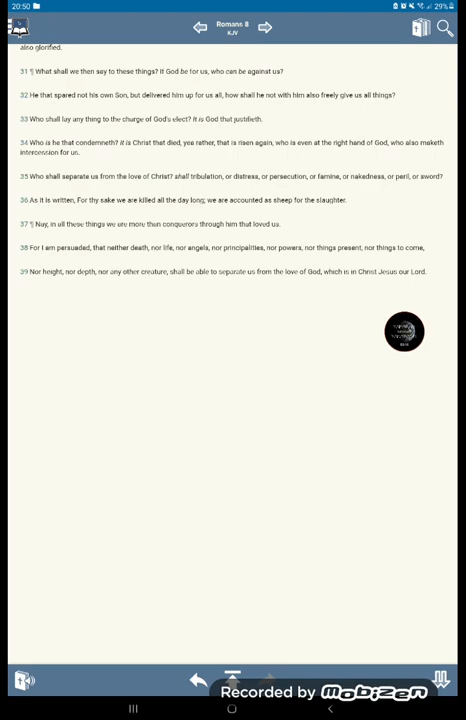 20:50
29%
Romans 8
KJV
also glorified.
31 ¶ What shall we then say to these things? If God be for us, who can be against us?
32 He that spared not his own Son, but delivered him up for us all, how shall he not with him also freely give us all things?
33 Who shall lay any thing to the charge of God's elect? It is God that justifieth.
34 Who is he that condemneth? It is Christ that died, yea rather, that is risen again, who is even at the right hand of God, who also maketh
intercession for us.
35 Who shall separate us from the love of Christ? shall tribulation, or distress, or persecution, or famine, or nakedness, or peril, or sword?
36 As it is written, For thy sake we are killed all the day long; we are accounted as sheep for the slaughter.
37 ¶ Nay, in all these things we are more than conquerors through him that loved us.
38 For I am persuaded, that neither death, nor life, nor angels, nor principalities, nor powers, nor things present, nor things to come,
39 Nor height, nor depth, nor any other creature, shall be able to separate us from the love of God, which is in Christ Jesus our Lord.
Recorded by Mobizen